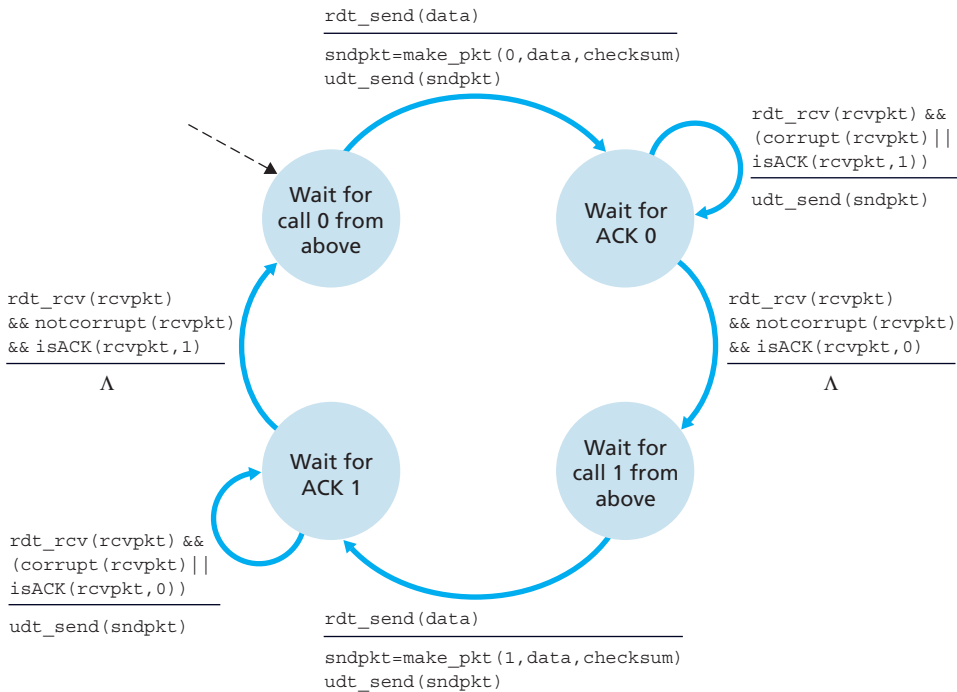 rdt_send(data)
sndpkt=make_pkt(0,data,checksum)
udt_send(sndpkt)
rdt_rcv(rcvpkt) &&
(corrupt(rcvpkt)||
isACK(rcvpkt,1))
udt_send(sndpkt)
Wait for
call 0 from
above
Wait for
ACK 0
rdt_rcv(rcvpkt)
&& notcorrupt(rcvpkt)
&& isACK(rcvpkt,1)
Λ
rdt_rcv(rcvpkt)
&& notcorrupt(rcvpkt)
&& isACK(rcvpkt,0)
Λ
Wait for
ACK 1
Wait for
call 1 from
above
rdt_rcv(rcvpkt) &&
(corrupt(rcvpkt)||
isACK(rcvpkt,0))
udt_send(sndpkt)
rdt_send(data)
sndpkt=make_pkt(1,data,checksum)
udt_send(sndpkt)